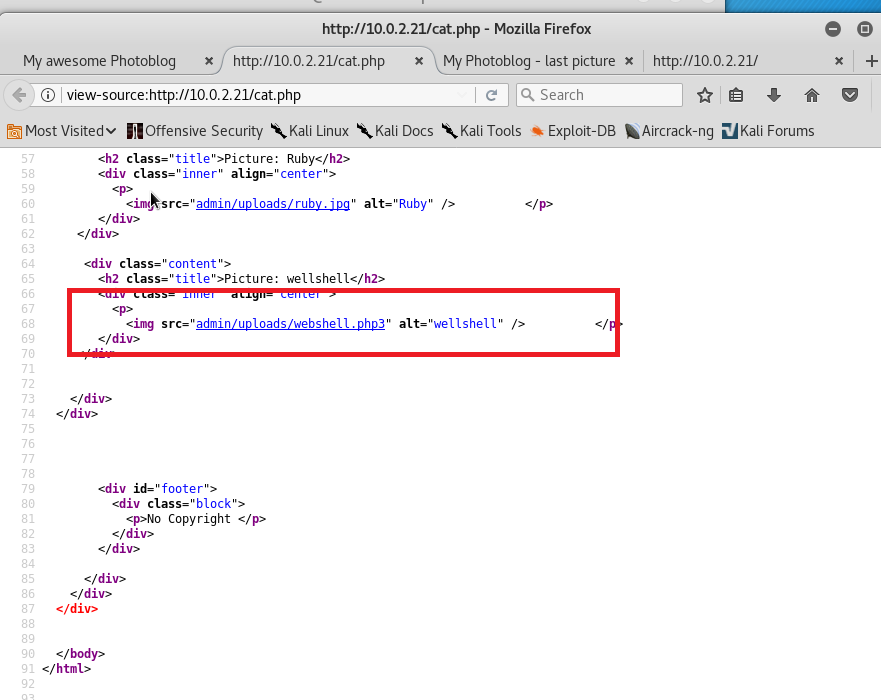 http://10.0.2.21/cat.php - Mozilla Firefox
My awesome Photoblog × http://10.0.2.21/cat.php × My Photoblog - last picture × http://10.0.2.21/ × +
view-source:http://10.0.2.21/cat.php Search
Most Visited Offensive Security Kali Linux Kali Docs Kali Tools Exploit-DB Aircrack-ng Kali Forums
57 <h2 class="title">Picture: Ruby</h2>
58 <div class="inner" align="center">
59 <p>
60 <img src="admin/uploads/ruby.jpg" alt="Ruby" /> </p>
61 </div>
62 </div>
63
64 <div class="content">
65 <h2 class="title">Picture: wellshell</h2>
66 <div class="inner" align="center">
67 <p>
68 <img src="admin/uploads/webshell.php3" alt="wellshell" /> </p>
69 </div>
70 </div>
71
72
73 </div>
74 </div>
75
76
77
78
79 <div id="footer">
80 <div class="block">
81 <p>No Copyright </p>
82 </div>
83 </div>
84
85 </div>
86 </div>
87 </div>
88
89
90 </body>
91 </html>
92
93